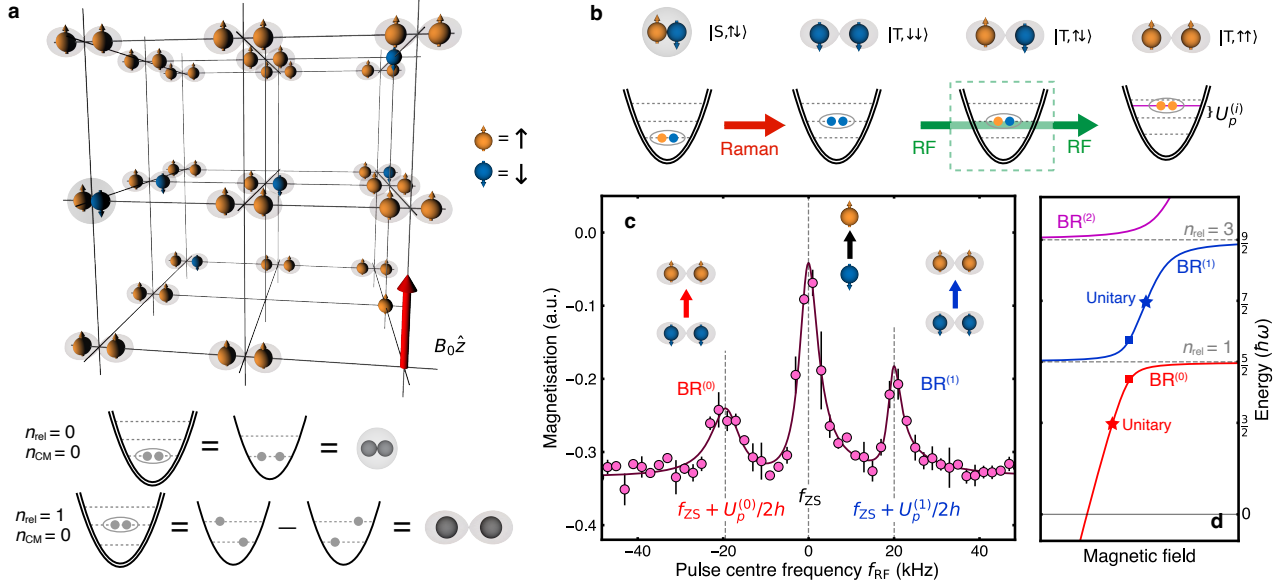 a
= ↑
= ↓
B₀ẑ
n_rel = 0
n_CM = 0
=
=
n_rel = 1
n_CM = 0
=
−
=
b
|S,↑↓⟩
|T,↓↓⟩
|T,↑↓⟩
|T,↑↑⟩
Raman
RF
RF
}U_p^(i)
c
Magnetisation (a.u.)
0.0
−0.1
−0.2
−0.3
−0.4
BR^(0)
BR^(1)
f_ZS + U_p^(0)/2h
f_ZS
f_ZS + U_p^(1)/2h
−40
−20
0
20
40
Pulse centre frequency f_RF (kHz)
BR^(2)
n_rel = 3
BR^(1)
Unitary
n_rel = 1
BR^(0)
Unitary
d
9/2
7/2
5/2
3/2
0
Energy (ħω)
Magnetic field